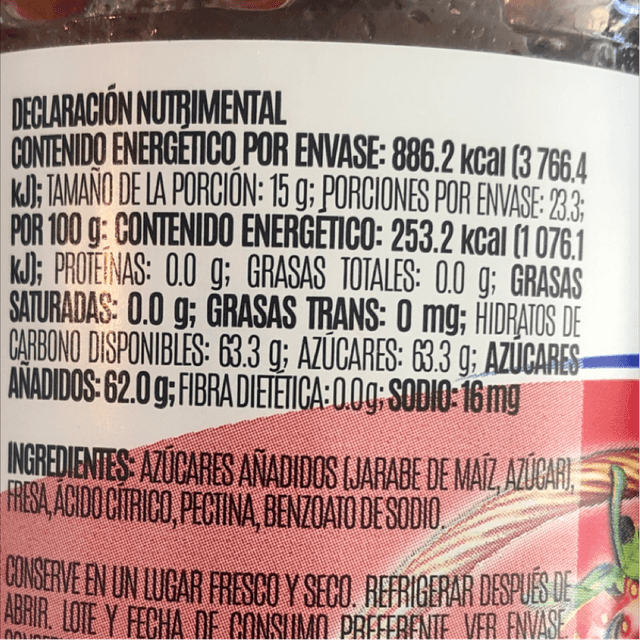 DECLARACIÓN NUTRIMENTAL
CONTENIDO ENERGÉTICO POR ENVASE: 886.2 kcal (3 766.4
kJ); TAMAÑO DE LA PORCIÓN: 15 g; PORCIONES POR ENVASE: 23.3;
POR 100 g: CONTENIDO ENERGÉTICO: 253.2 kcal (1 076.1
kJ); PROTEÍNAS: 0.0 g; GRASAS TOTALES: 0.0 g; GRASAS
SATURADAS: 0.0 g; GRASAS TRANS: 0 mg; HIDRATOS DE
CARBONO DISPONIBLES: 63.3 g; AZÚCARES: 63.3 g; AZÚCARES
AÑADIDOS: 62.0 g; FIBRA DIETÉTICA: 0.0 g; SODIO: 16 mg
INGREDIENTES: AZÚCARES AÑADIDOS (JARABE DE MAÍZ, AZÚCAR),
FRESA, ÁCIDO CÍTRICO, PECTINA, BENZOATO DE SODIO.
CONSERVE EN UN LUGAR FRESCO Y SECO. REFRIGERAR DESPUÉS DE
ABRIR. LOTE Y FECHA DE CONSUMO PREFERENTE VER ENVASE